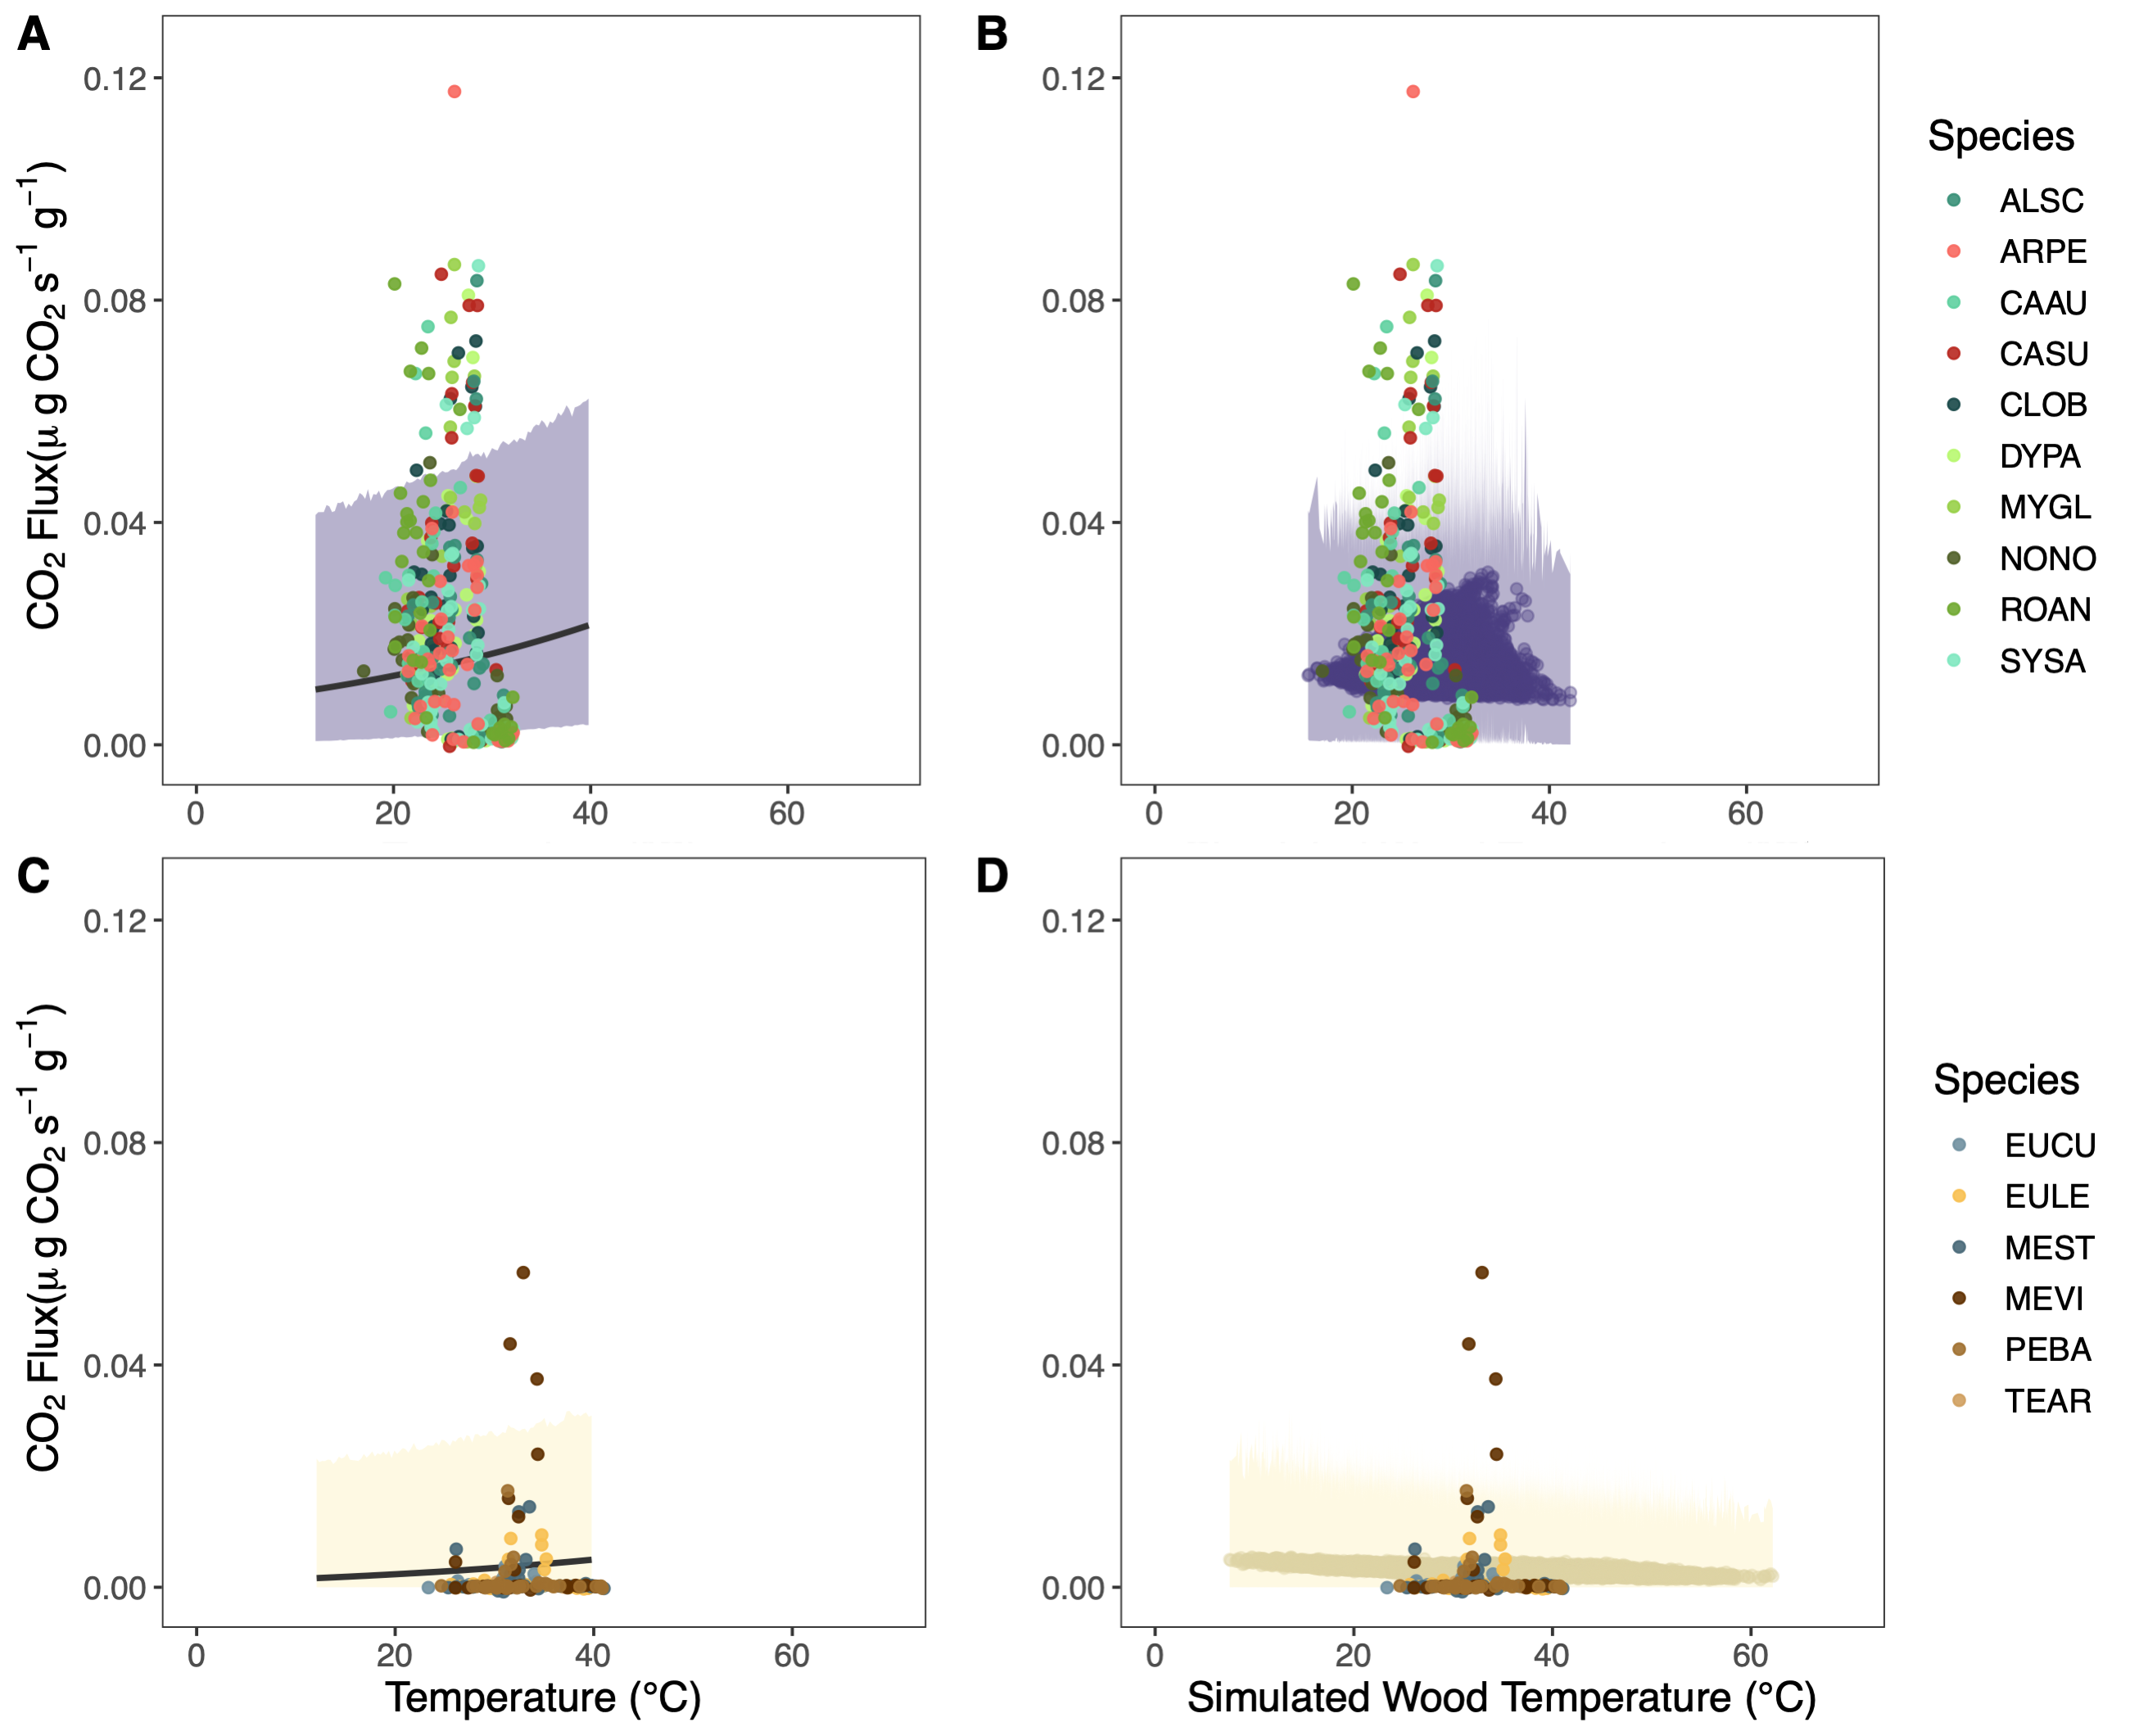 A
B
0.12
0.08
0.04
0.00
CO2 Flux(μ g CO2 s−1 g−1)
0 20 40 60
0.12
0.08
0.04
0.00
0 20 40 60
Species
ALSC
ARPE
CAAU
CASU
CLOB
DYPA
MYGL
NONO
ROAN
SYSA
C
D
0.12
0.08
0.04
0.00
CO2 Flux(μ g CO2 s−1 g−1)
0 20 40 60
Temperature (°C)
0.12
0.08
0.04
0.00
0 20 40 60
Simulated Wood Temperature (°C)
Species
EUCU
EULE
MEST
MEVI
PEBA
TEAR